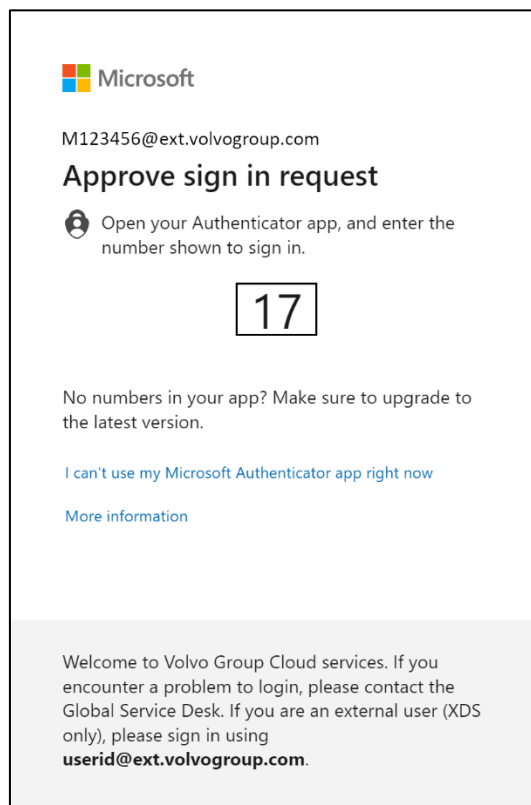 Microsoft
M123456@ext.volvogroup.com
Approve sign in request
Open your Authenticator app, and enter the
number shown to sign in.
17
No numbers in your app? Make sure to upgrade to
the latest version.
I can't use my Microsoft Authenticator app right now
More information
Welcome to Volvo Group Cloud services. If you
encounter a problem to login, please contact the
Global Service Desk. If you are an external user (XDS
only), please sign in using
userid@ext.volvogroup.com.